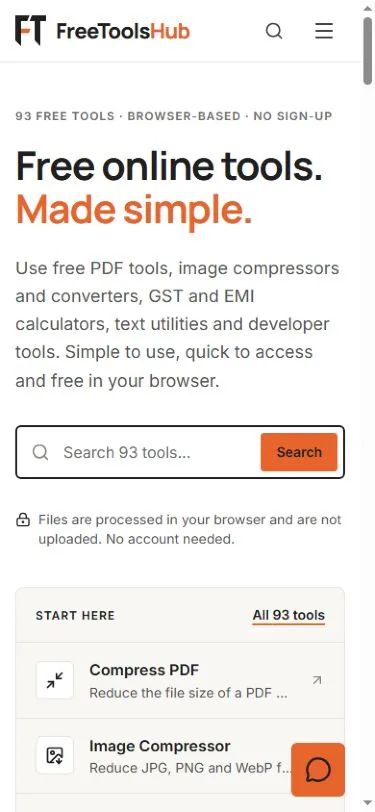 FT FreeToolsHub
93 FREE TOOLS · BROWSER-BASED · NO SIGN-UP
Free online tools.
Made simple.
Use free PDF tools, image compressors
and converters, GST and EMI
calculators, text utilities and developer
tools. Simple to use, quick to access
and free in your browser.
Search 93 tools... Search
Files are processed in your browser and are not
uploaded. No account needed.
START HERE All 93 tools
Compress PDF
Reduce the file size of a PDF ...
Image Compressor
Reduce JPG, PNG and WebP f...